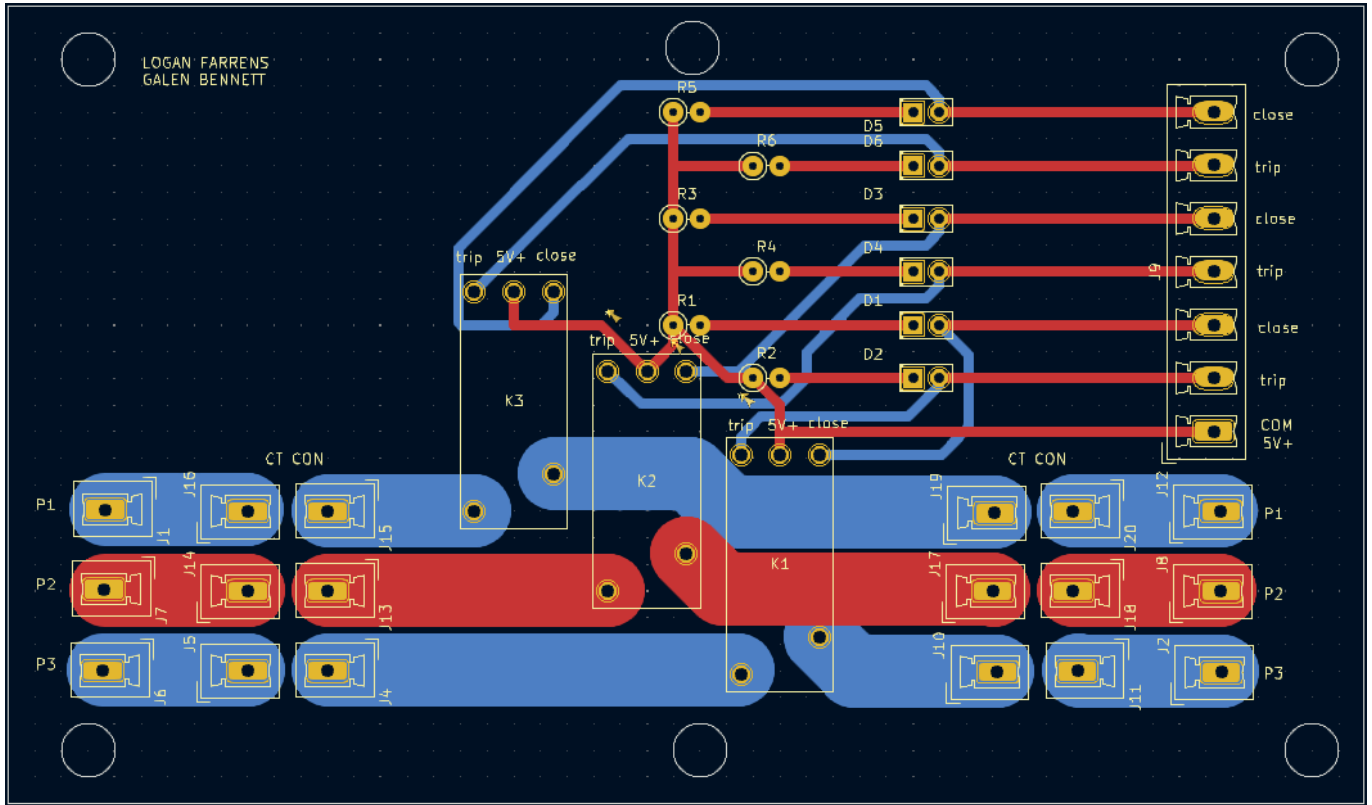 LOGAN FARRENS
GALEN BENNETT
R5
D5
close
R6
D6
trip
R3
D3
close
trip 5V+ close
R4
D4
J9
trip
R1
D1
close
trip 5V+ close
R2
D2
trip
K3
trip 5V+ close
COM
5V+
CT CON
CT CON
K2
P1
J1
J16
J15
J19
J20
J12
P1
P2
J7
J14
J13
K1
J17
J18
J8
P2
P3
J6
J5
J4
J10
J11
J2
P3